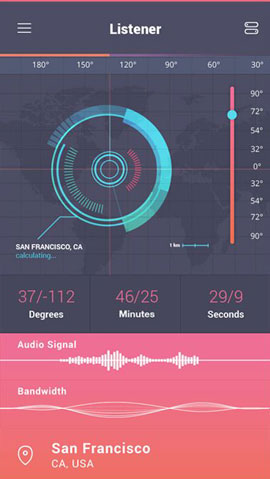 Listener
180° 150° 120° 90° 60° 30°
90°
72°
54°
32°
0°
32°
54°
72°
90°
SAN FRANCISCO, CA
calculating...
1 km
37/-112 46/25 29/9
Degrees Minutes Seconds
Audio Signal
Bandwidth
San Francisco
CA, USA